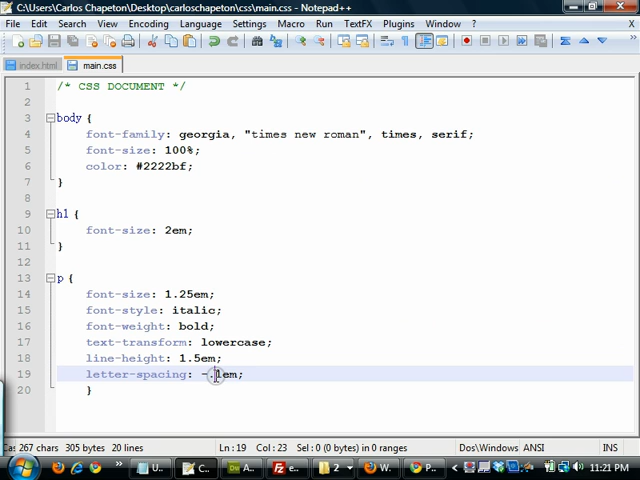 C:\Users\Carlos Chapeton\Desktop\carloschapeton\css\main.css - Notepad++
File Edit Search View Encoding Language Settings Macro Run TextFX Plugins Window ? X
index.html main.css
1 /* CSS DOCUMENT */
2
3 body {
4 font-family: georgia, "times new roman", times, serif;
5 font-size: 100%;
6 color: #2222bf;
7 }
8
9 h1 {
10 font-size: 2em;
11 }
12
13 p {
14 font-size: 1.25em;
15 font-style: italic;
16 font-weight: bold;
17 text-transform: lowercase;
18 line-height: 1.5em;
19 letter-spacing: -.1em;
20 }
Cas 267 chars 305 bytes 20 lines Ln : 19 Col : 23 Sel : 0 (0 bytes) in 0 ranges Dos\Windows ANSI INS
U... C... A... e... 2 W... P... 11:21 PM